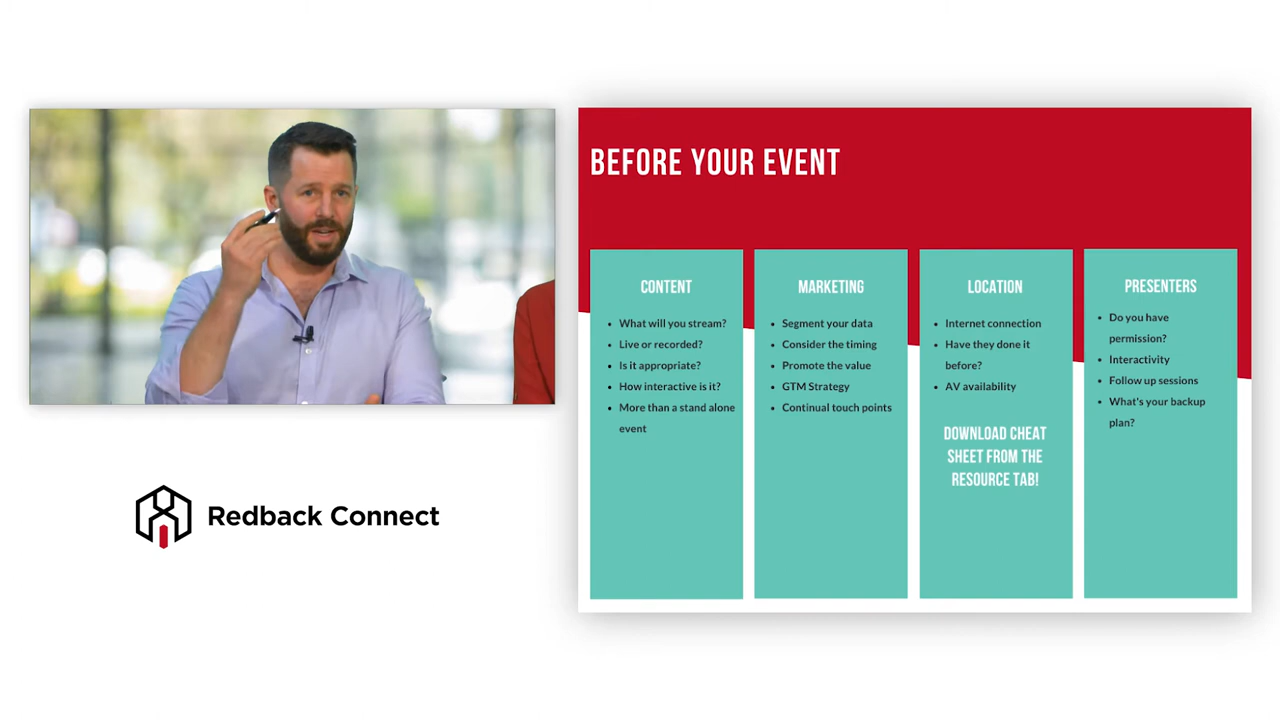 BEFORE YOUR EVENT
CONTENT
• What will you stream?
• Live or recorded?
• Is it appropriate?
• How interactive is it?
• More than a stand alone
event
MARKETING
• Segment your data
• Consider the timing
• Promote the value
• GTM Strategy
• Continual touch points
LOCATION
• Internet connection
• Have they done it
before?
• AV availability
DOWNLOAD CHEAT
SHEET FROM THE
RESOURCE TAB!
PRESENTERS
• Do you have
permission?
• Interactivity
• Follow up sessions
• What's your backup
plan?
Redback Connect